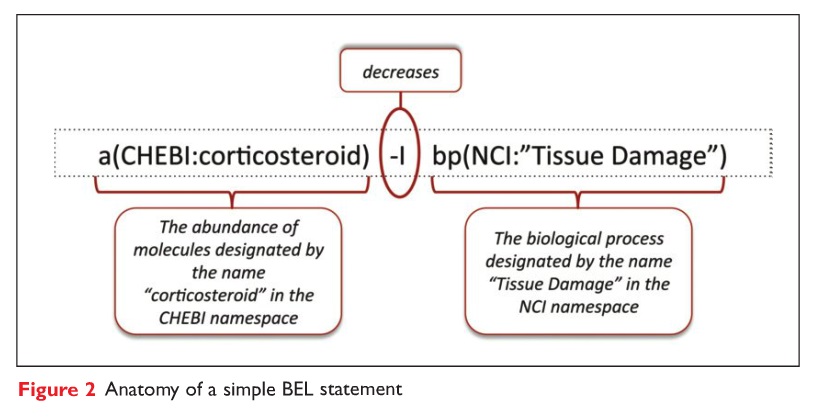 decreases
a(CHEBI:corticosteroid) -I bp(NCI:”Tissue Damage”)
The abundance of
molecules designated by
the name
“corticosteroid” in the
CHEBI namespace
The biological process
designated by the name
“Tissue Damage” in the
NCI namespace
Figure 2 Anatomy of a simple BEL statement